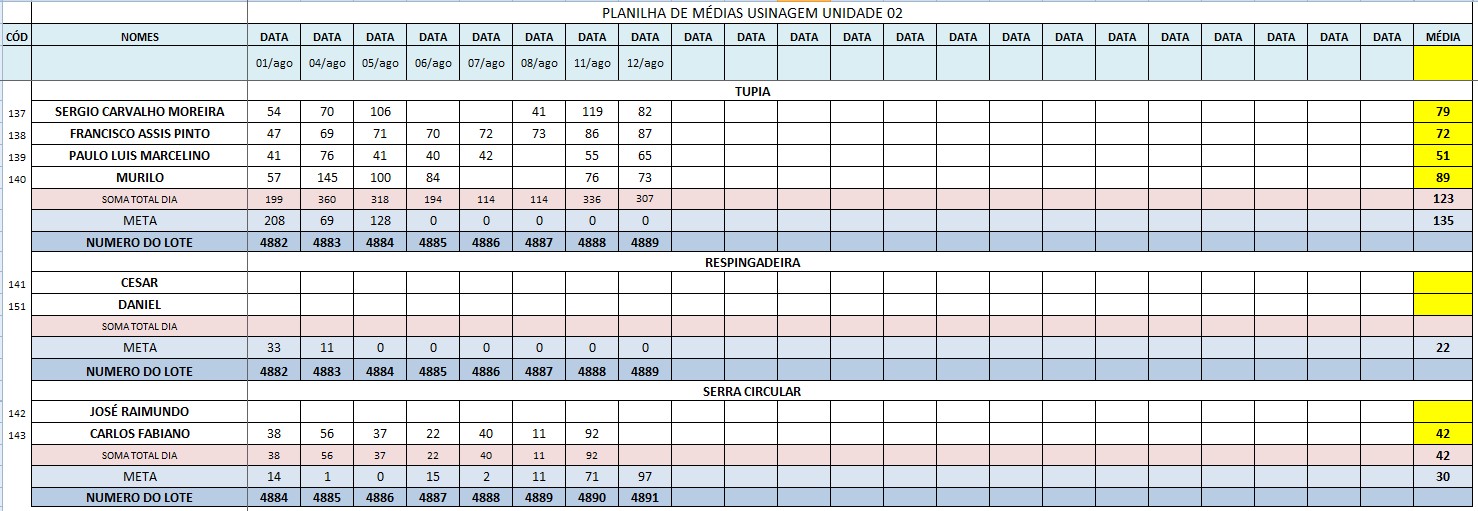 PLANILHA DE MÉDIAS USINAGEM UNIDADE 02
CÓD NOMES DATA DATA DATA DATA DATA DATA DATA DATA DATA DATA DATA DATA DATA DATA DATA DATA DATA DATA DATA DATA DATA DATA MÉDIA
01/ago 04/ago 05/ago 06/ago 07/ago 08/ago 11/ago 12/ago
TUPIA
137 SERGIO CARVALHO MOREIRA 54 70 106 41 119 82 79
138 FRANCISCO ASSIS PINTO 47 69 71 70 72 73 86 87 72
139 PAULO LUIS MARCELINO 41 76 41 40 42 55 65 51
140 MURILO 57 145 100 84 76 73 89
SOMA TOTAL DIA 199 360 318 194 114 114 336 307 123
META 208 69 128 0 0 0 0 0 135
NUMERO DO LOTE 4882 4883 4884 4885 4886 4887 4888 4889
RESPINGADEIRA
141 CESAR
151 DANIEL
SOMA TOTAL DIA
META 33 11 0 0 0 0 0 0 22
NUMERO DO LOTE 4882 4883 4884 4885 4886 4887 4888 4889
SERRA CIRCULAR
142 JOSÉ RAIMUNDO
143 CARLOS FABIANO 38 56 37 22 40 11 92 42
SOMA TOTAL DIA 38 56 37 22 40 11 92 42
META 14 1 0 15 2 11 71 97 30
NUMERO DO LOTE 4884 4885 4886 4887 4888 4889 4890 4891